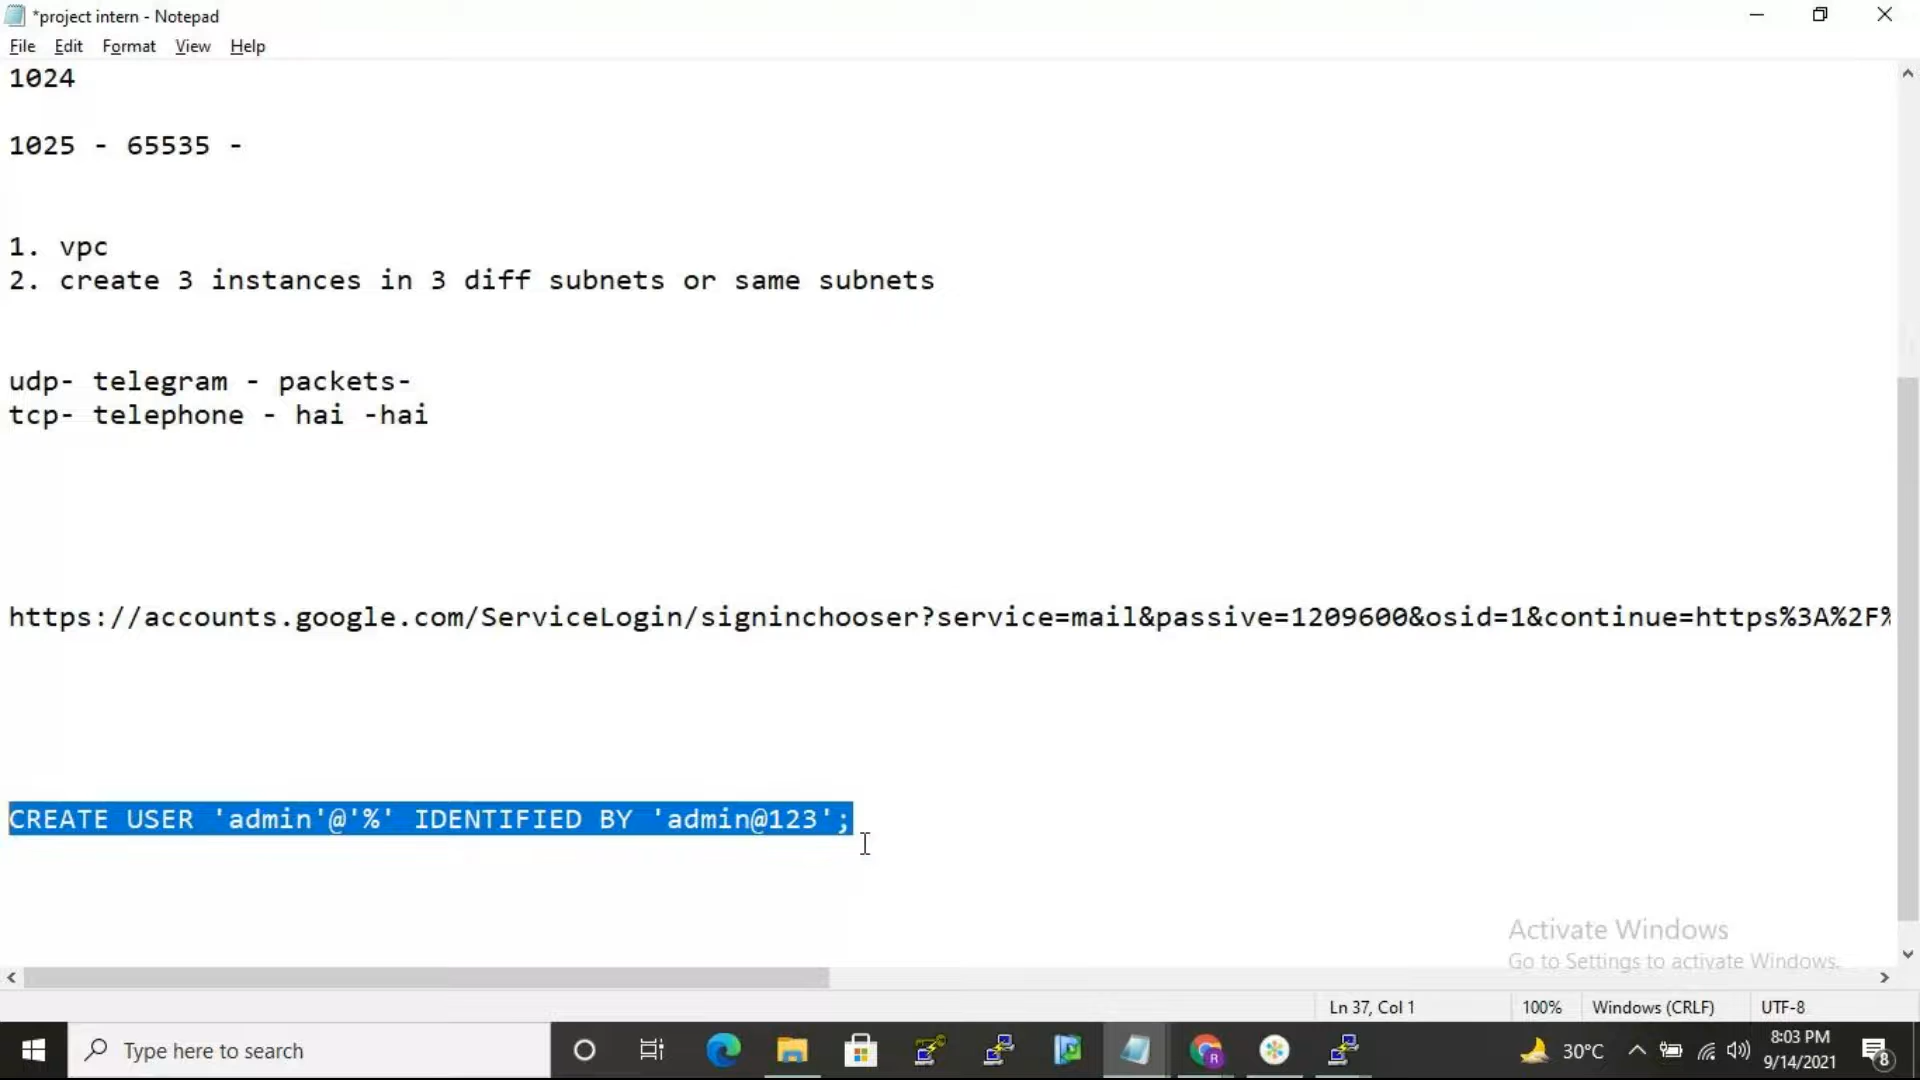 *project intern - Notepad
File Edit Format View Help
1024
1025 - 65535 -
1. vpc
2. create 3 instances in 3 diff subnets or same subnets
udp- telegram - packets-
tcp- telephone - hai -hai
https://accounts.google.com/ServiceLogin/signinchooser?service=mail&passive=1209600&osid=1&continue=https%3A%2F%
CREATE USER 'admin'@'%' IDENTIFIED BY 'admin@123';
Activate Windows
Go to Settings to activate Windows.
Ln 37, Col 1 100% Windows (CRLF) UTF-8
Type here to search R 30°C 8:03 PM
9/14/2021 8